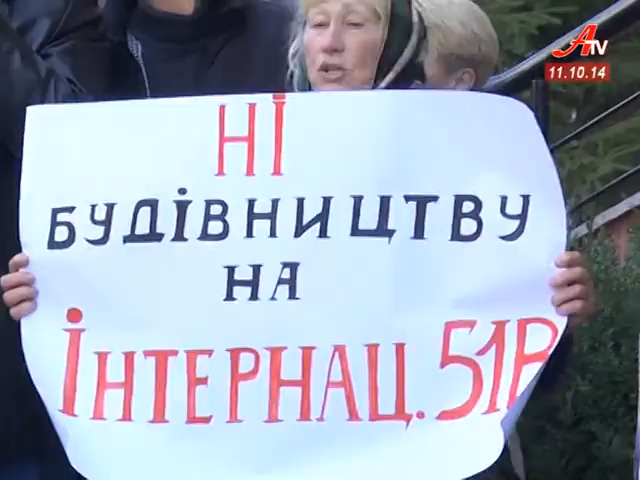 АTV
11.10.14
НІ
БУДІВНИЦТВУ
НА
ІНТЕРНАЦ. 51В